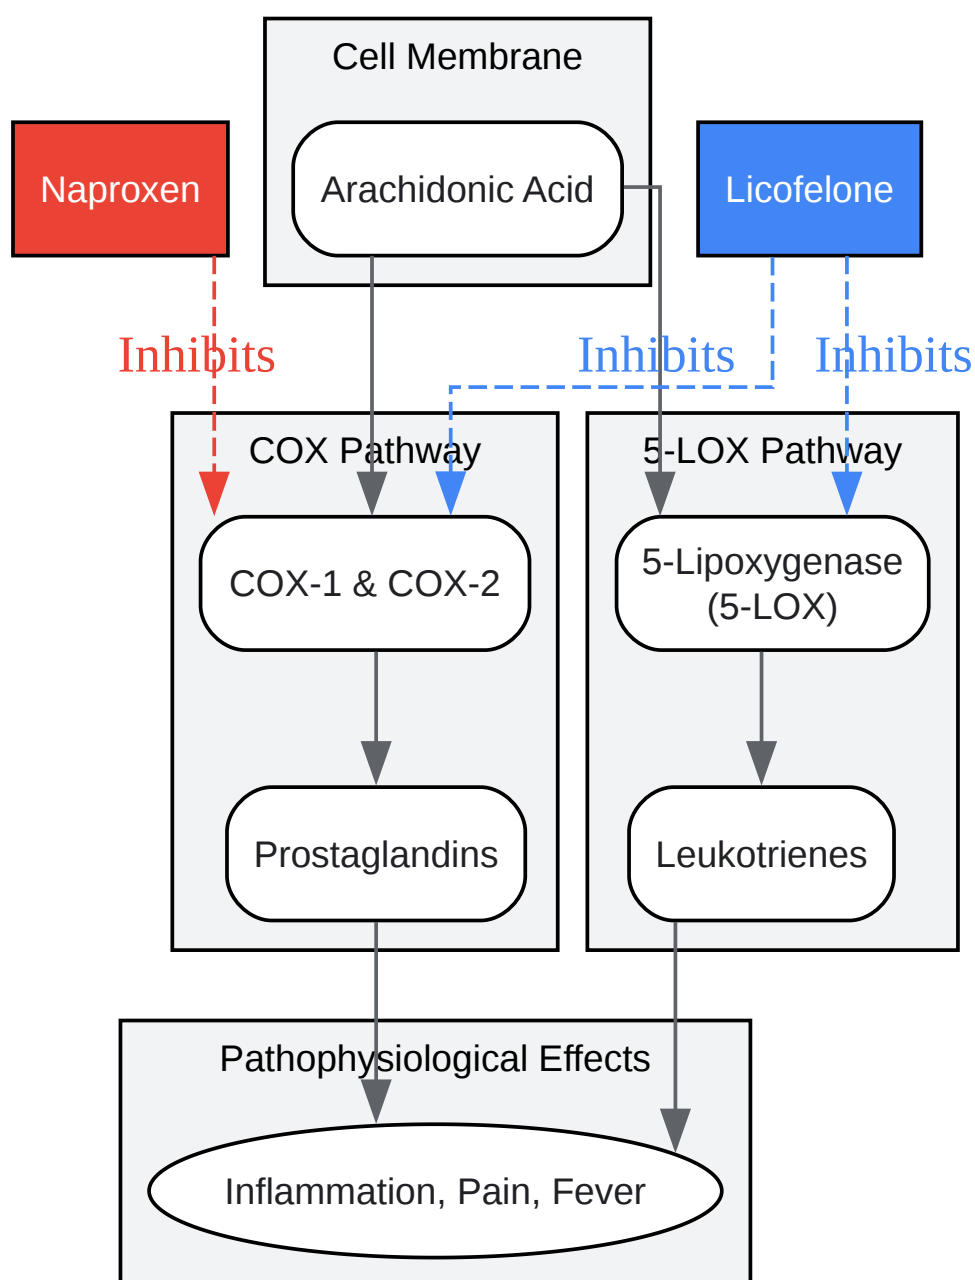 Cell Membrane
Naproxen
Arachidonic Acid
Licofelone
Inhibits
Inhibits
Inhibits
COX Pathway
5-LOX Pathway
COX-1 & COX-2
5-Lipoxygenase
(5-LOX)
Prostaglandins
Leukotrienes
Pathophysiological Effects
Inflammation, Pain, Fever